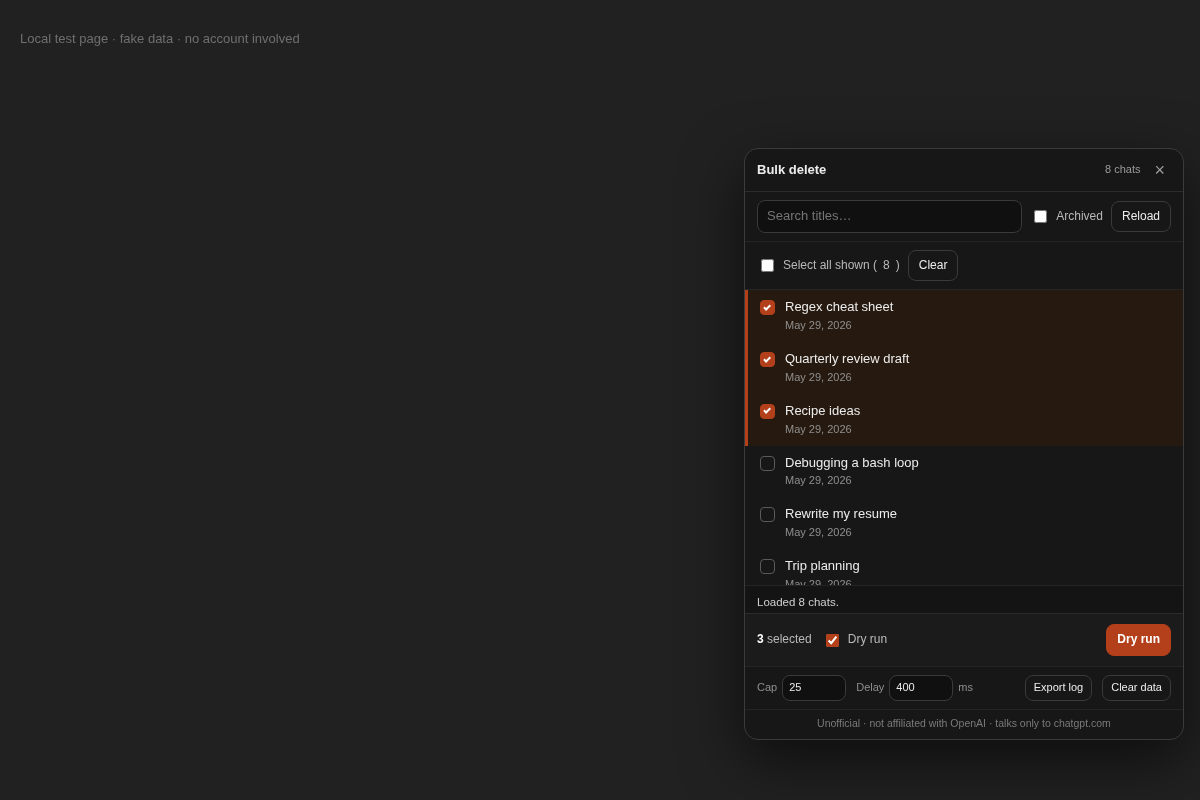 Local test page · fake data · no account involved
Bulk delete 8 chats ×
Search titles… Archived Reload
Select all shown ( 8 ) Clear
Regex cheat sheet
May 29, 2026
Quarterly review draft
May 29, 2026
Recipe ideas
May 29, 2026
Debugging a bash loop
May 29, 2026
Rewrite my resume
May 29, 2026
Trip planning
May 29, 2026
Loaded 8 chats.
3 selected Dry run Dry run
Cap 25 Delay 400 ms Export log Clear data
Unofficial · not affiliated with OpenAI · talks only to chatgpt.com